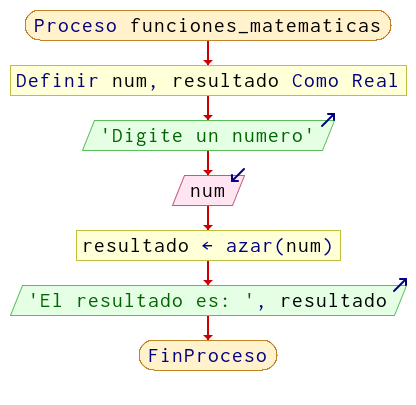 Proceso funciones_matematicas
Definir num, resultado Como Real
'Digite un numero'
num
resultado ← azar(num)
'El resultado es: ', resultado
FinProceso